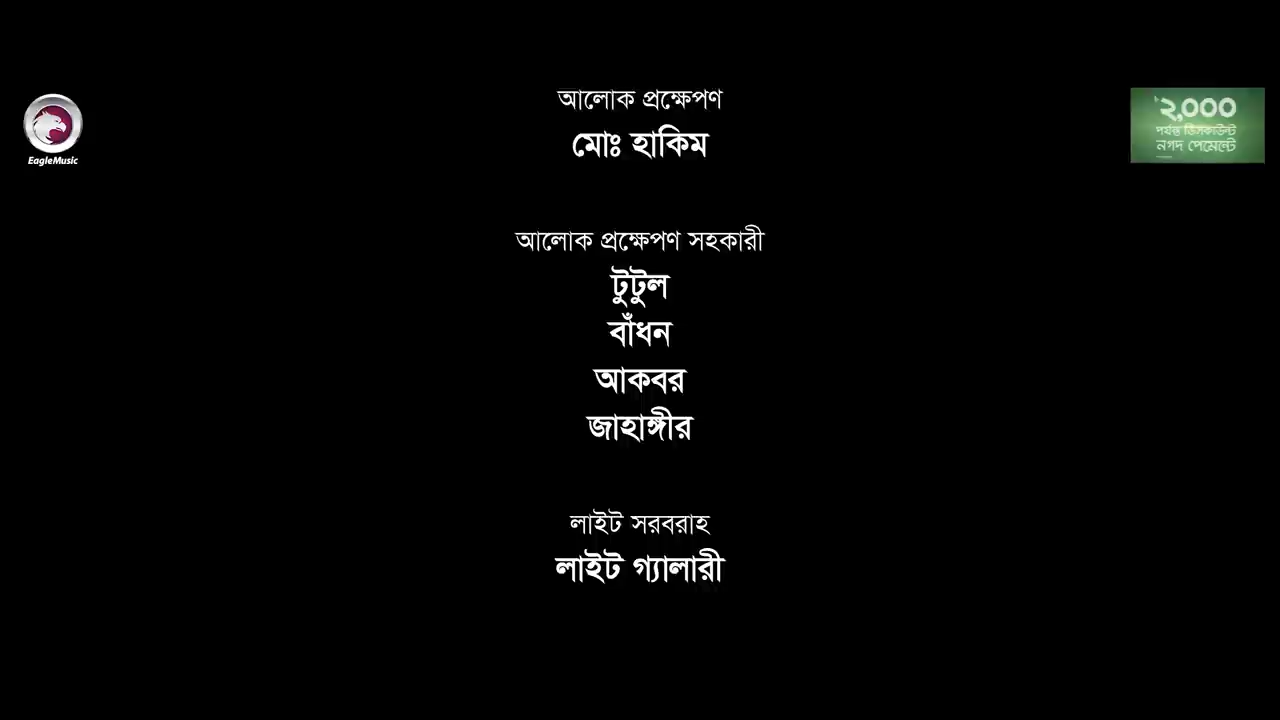 আলোক প্রক্ষেপণ
মোঃ হাকিম
EagleMusic
৳২,০০০
পর্যন্ত ডিসকাউন্ট
নগদ পেমেন্টে
আলোক প্রক্ষেপণ সহকারী
টুটুল
বাঁধন
আকবর
জাহাঙ্গীর
লাইট সরবরাহ
লাইট গ্যালারী